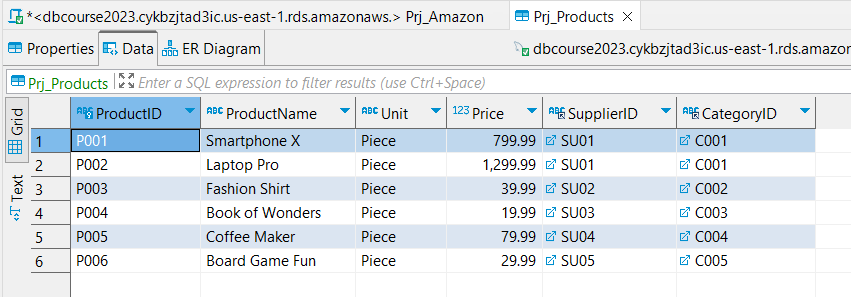 *<dbcourse2023.cykbzjtad3ic.us-east-1.rds.amazonaws.> Prj_Amazon Prj_Products
Properties Data ER Diagram dbcourse2023.cykbzjtad3ic.us-east-1.rds.amazon
Prj_Products Enter a SQL expression to filter results (use Ctrl+Space)
Grid
Text
ProductID ProductName Unit 123 Price SupplierID CategoryID
1 P001 Smartphone X Piece 799.99 SU01 C001
2 P002 Laptop Pro Piece 1,299.99 SU01 C001
3 P003 Fashion Shirt Piece 39.99 SU02 C002
4 P004 Book of Wonders Piece 19.99 SU03 C003
5 P005 Coffee Maker Piece 79.99 SU04 C004
6 P006 Board Game Fun Piece 29.99 SU05 C005